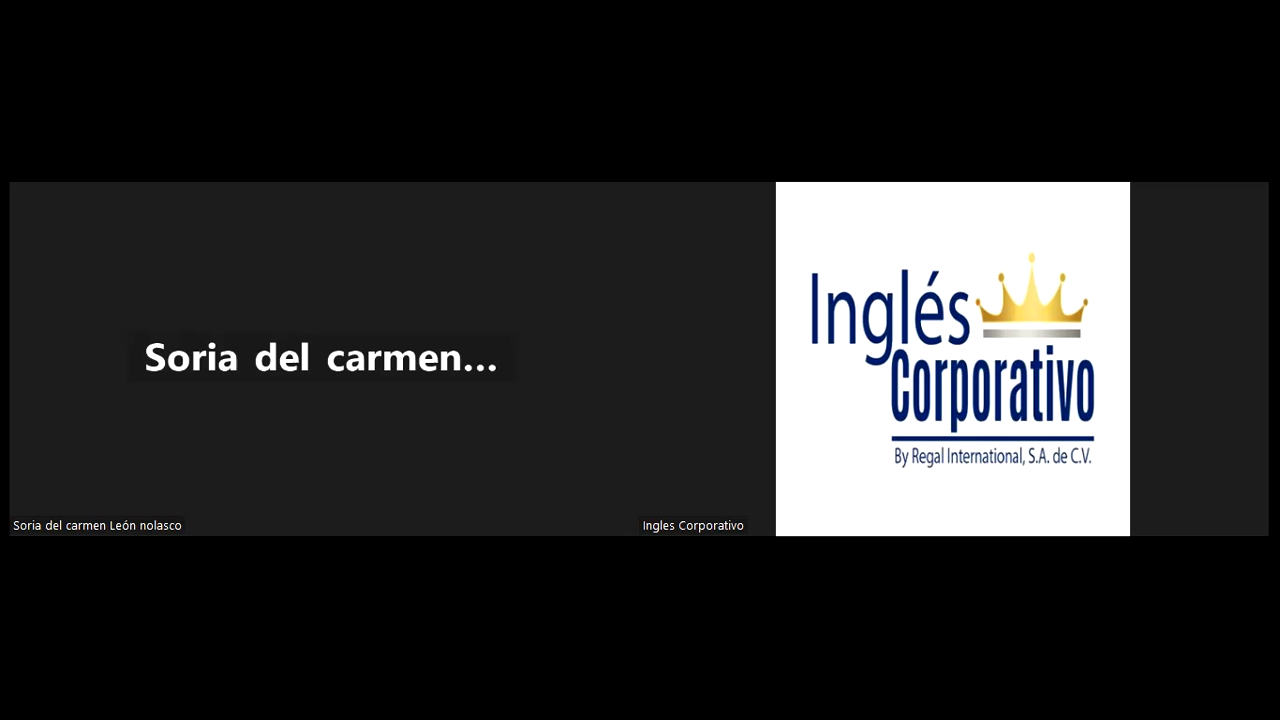 Soria del carmen...
Soria del carmen León nolasco
Ingles Corporativo
Inglés
Corporativo
By Regal International, S.A. de C.V.